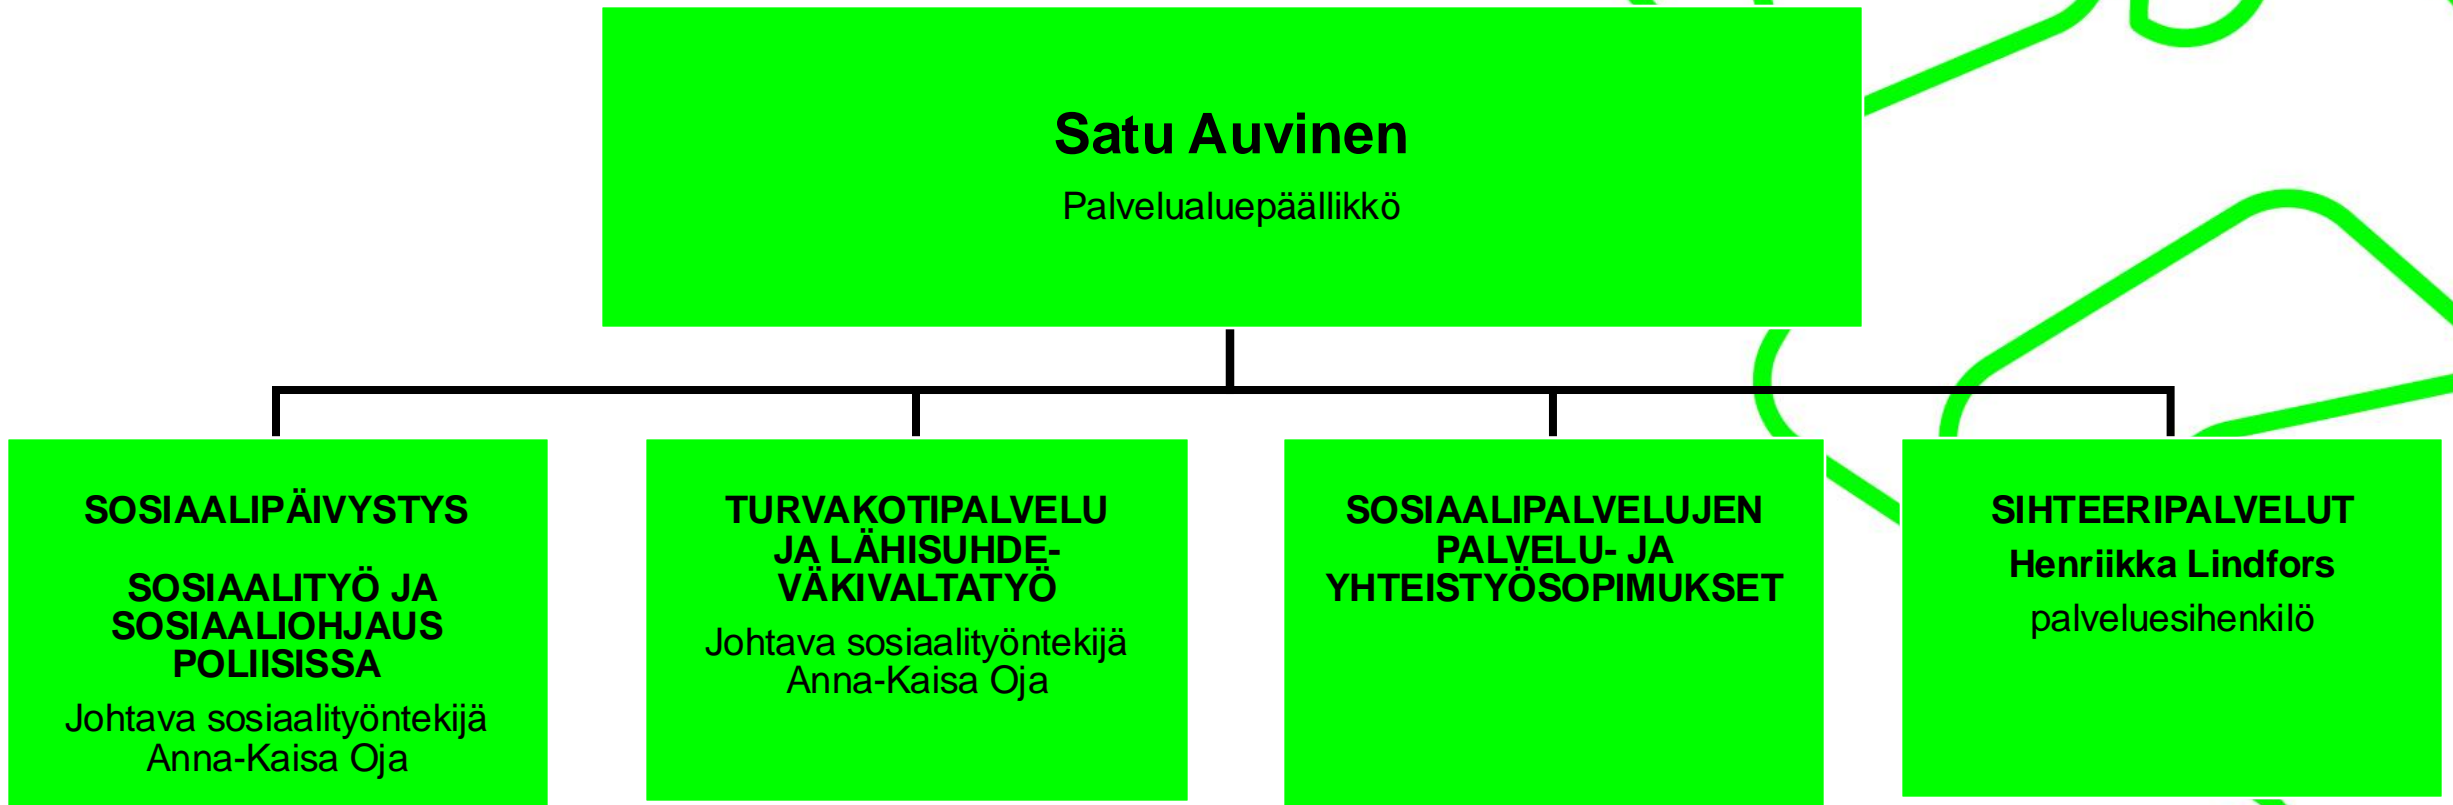 Satu Auvinen
Palvelualuepäällikkö
SOSIAALIPÄIVYSTYS
SOSIAALITYÖ JA
SOSIAALIOHJAUS
POLIISISSA
Johtava sosiaalityöntekijä
Anna-Kaisa Oja
TURVAKOTIPALVELU
JA LÄHISUHDE-
VÄKIVALTATYÖ
Johtava sosiaalityöntekijä
Anna-Kaisa Oja
SOSIAALIPALVELUJEN
PALVELU- JA
YHTEISTYÖSOPIMUKSET
SIHTEERIPALVELUT
Henriikka Lindfors
palveluesihenkilö